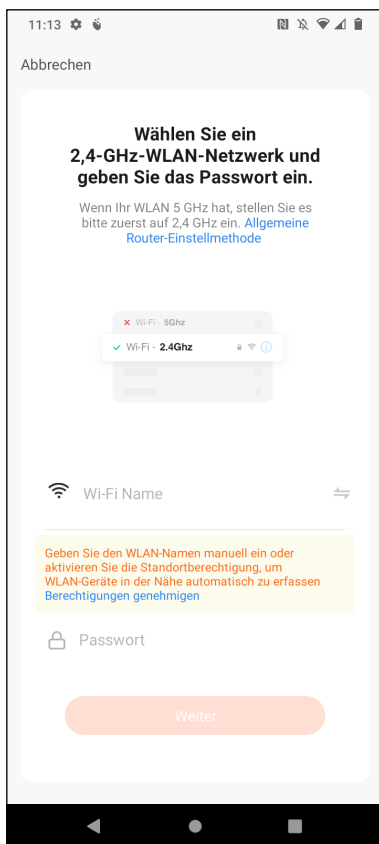 11:13
Abbrechen
Wählen Sie ein
2,4-GHz-WLAN-Netzwerk und
geben Sie das Passwort ein.
Wenn Ihr WLAN 5 GHz hat, stellen Sie es
bitte zuerst auf 2,4 GHz ein. Allgemeine
Router-Einstellmethode
Wi-Fi - 5Ghz
Wi-Fi - 2.4Ghz
Wi-Fi Name
Geben Sie den WLAN-Namen manuell ein oder
aktivieren Sie die Standortberechtigung, um
WLAN-Geräte in der Nähe automatisch zu erfassen
Berechtigungen genehmigen
Passwort
Weiter